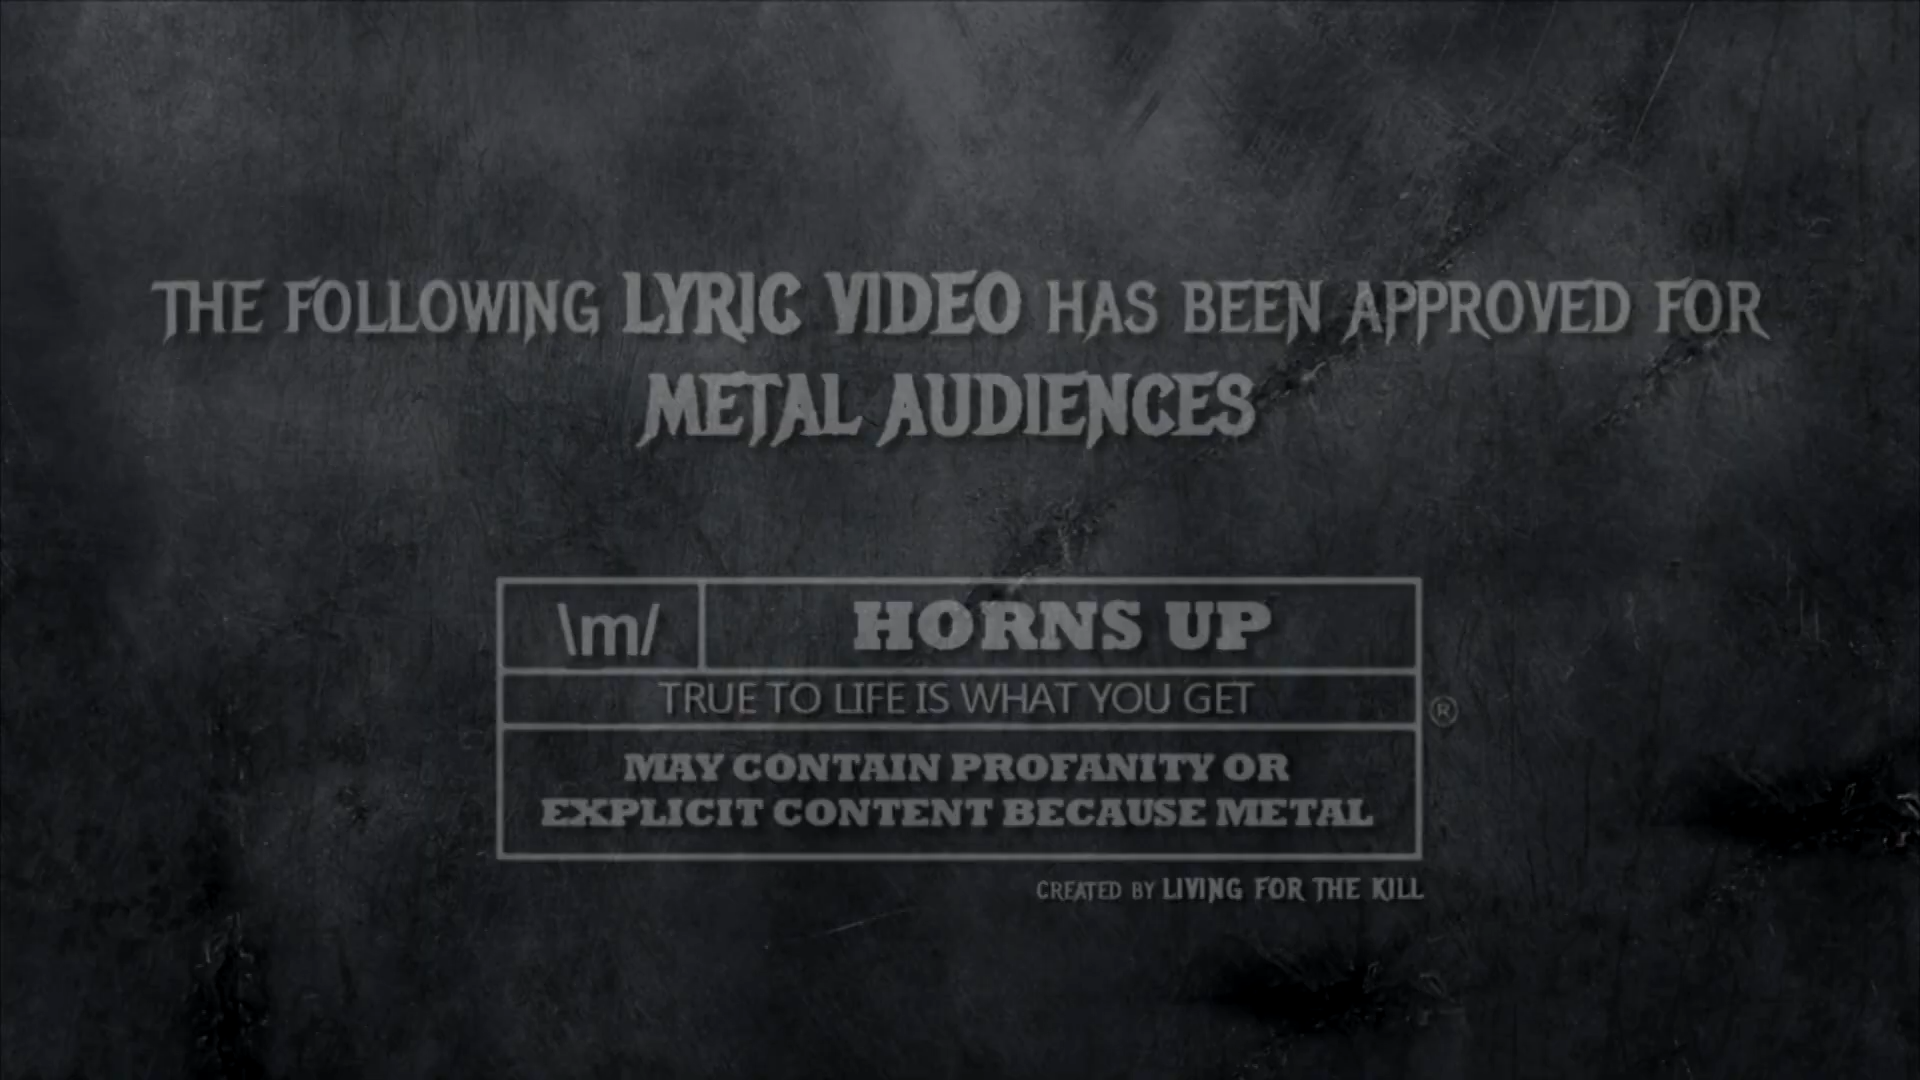 THE FOLLOWING LYRIC VIDEO HAS BEEN APPROVED FOR
METAL AUDIENCES
\m/ HORNS UP
TRUE TO LIFE IS WHAT YOU GET
®
MAY CONTAIN PROFANITY OR
EXPLICIT CONTENT BECAUSE METAL
CREATED BY LIVING FOR THE KILL